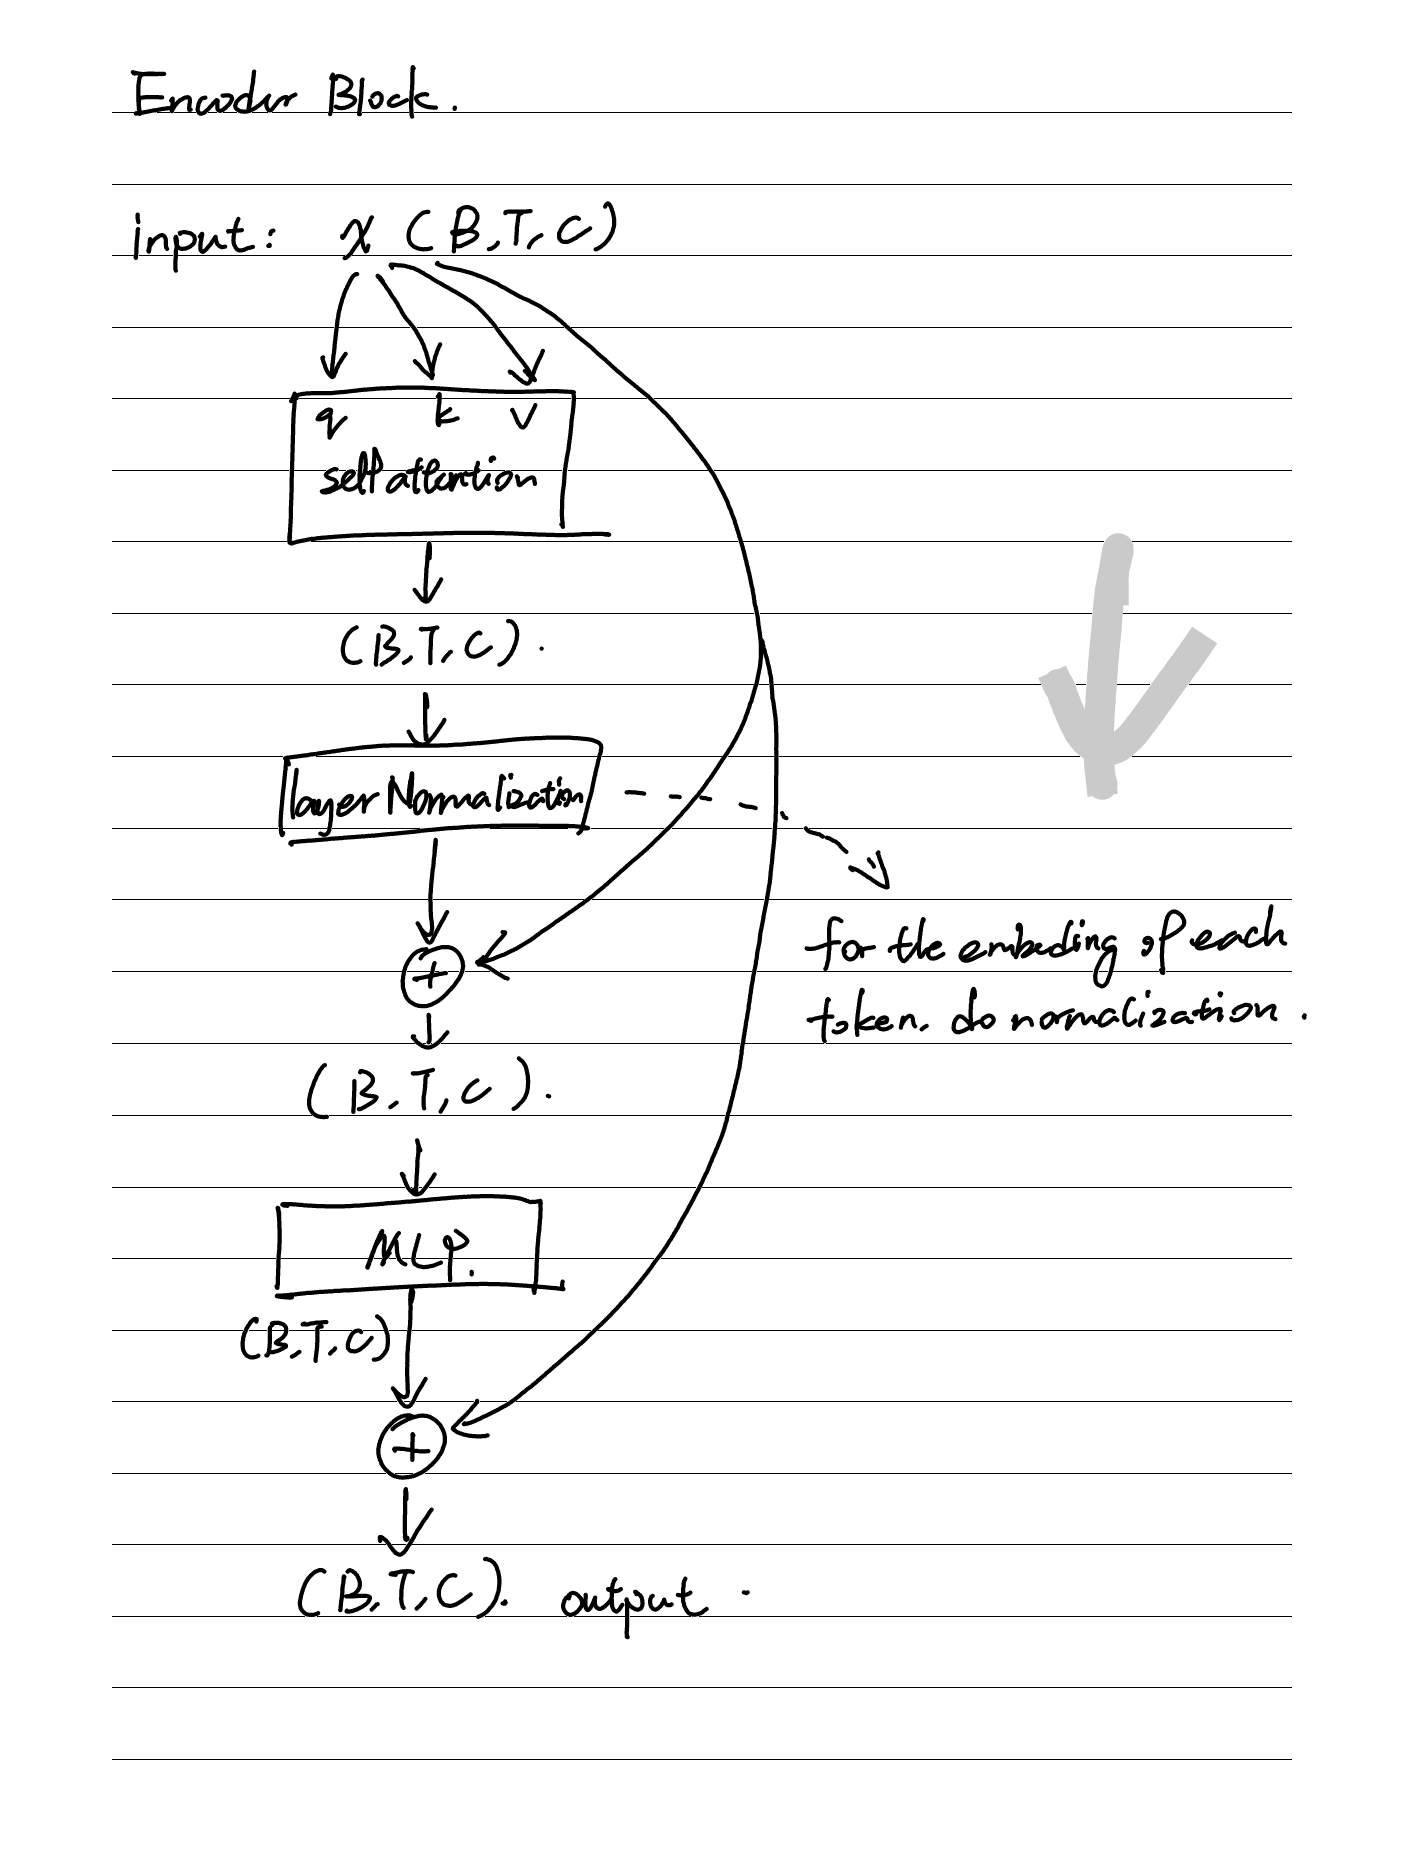 Encoder Block.
input: x (B,T,C)
q k v
self attention
(B,T,C).
layer Normalization
+
for the embeding of each
token. do normalization.
(B,T,C).
MLP.
(B,T,C)
+
(B,T,C). output.